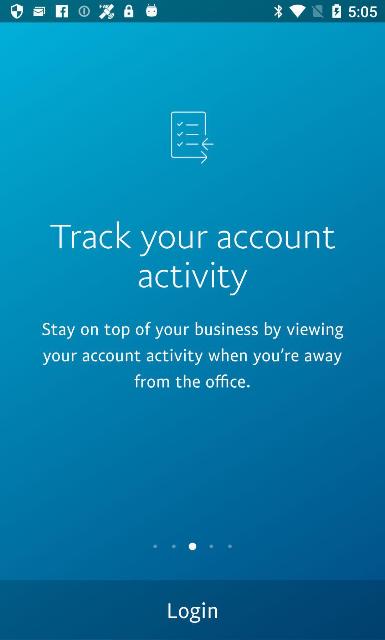 5:05
Track your account
activity
Stay on top of your business by viewing
your account activity when you're away
from the office.
Login